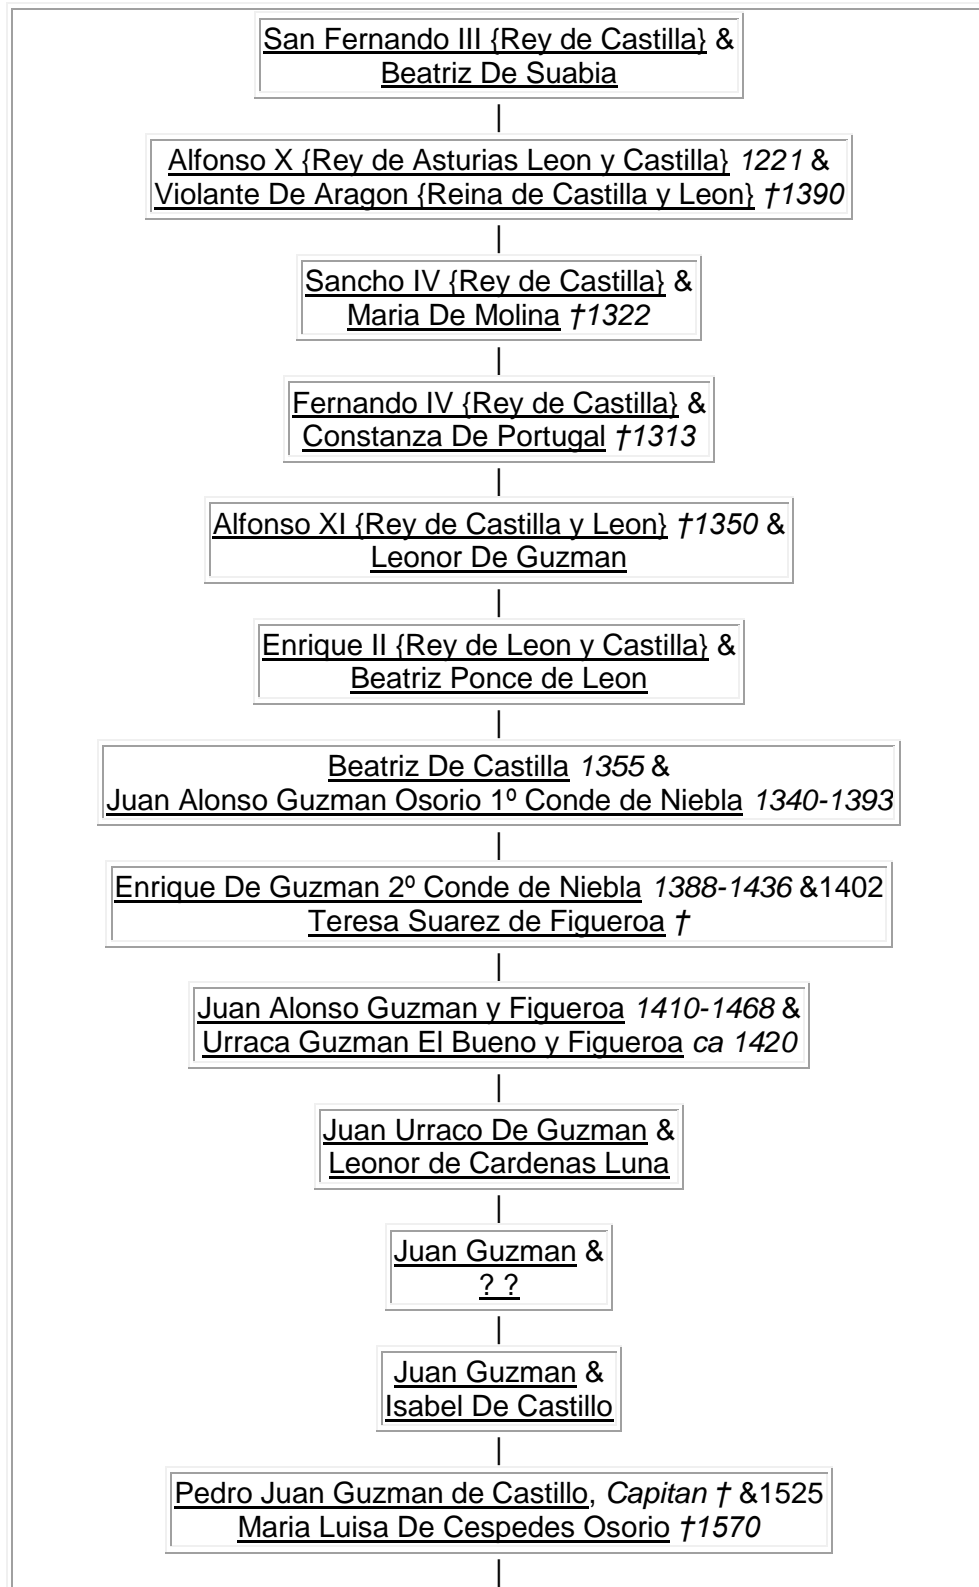 San Fernando III {Rey de Castilla} &
Beatriz De Suabia
Alfonso X {Rey de Asturias Leon y Castilla} 1221 &
Violante De Aragon {Reina de Castilla y Leon} †1390
Sancho IV {Rey de Castilla} &
Maria De Molina †1322
Fernando IV {Rey de Castilla} &
Constanza De Portugal †1313
Alfonso XI {Rey de Castilla y Leon} †1350 &
Leonor De Guzman
Enrique II {Rey de Leon y Castilla} &
Beatriz Ponce de Leon
Beatriz De Castilla 1355 &
Juan Alonso Guzman Osorio 1º Conde de Niebla 1340-1393
Enrique De Guzman 2º Conde de Niebla 1388-1436 &1402
Teresa Suarez de Figueroa †
Juan Alonso Guzman y Figueroa 1410-1468 &
Urraca Guzman El Bueno y Figueroa ca 1420
Juan Urraco De Guzman &
Leonor de Cardenas Luna
Juan Guzman &
? ?
Juan Guzman &
Isabel De Castillo
Pedro Juan Guzman de Castillo, Capitan † &1525
Maria Luisa De Cespedes Osorio †1570